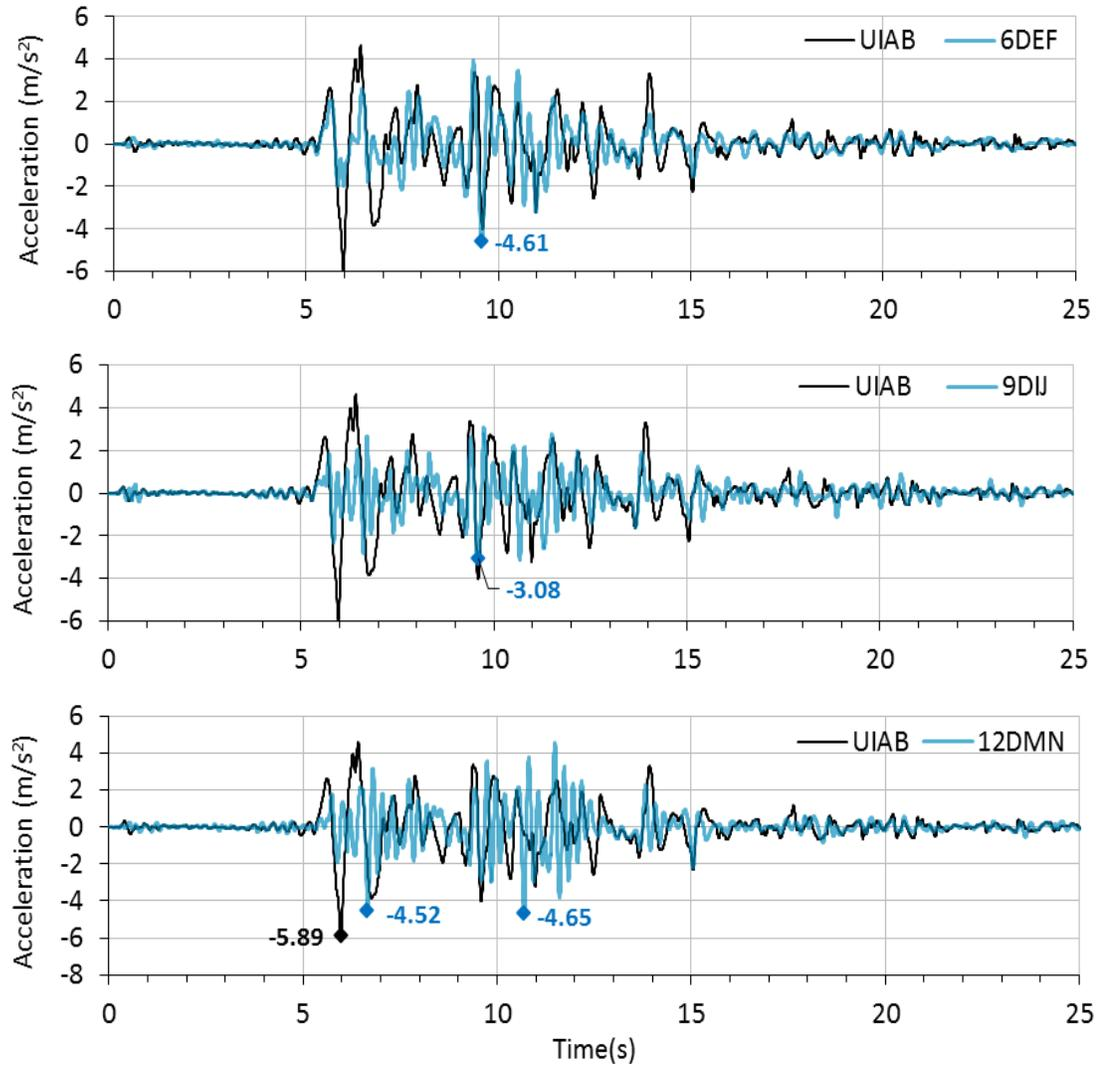 6
4
2
0
-2
-4
-6
Acceleration (m/s²)
UIAB 6DEF
-4.61
0 5 10 15 20 25
6
4
2
0
-2
-4
-6
Acceleration (m/s²)
UIAB 9DIJ
-3.08
0 5 10 15 20 25
6
4
2
0
-2
-4
-6
-8
Acceleration (m/s²)
UIAB 12DMN
-4.52
-4.65
-5.89
0 5 10 15 20 25
Time(s)